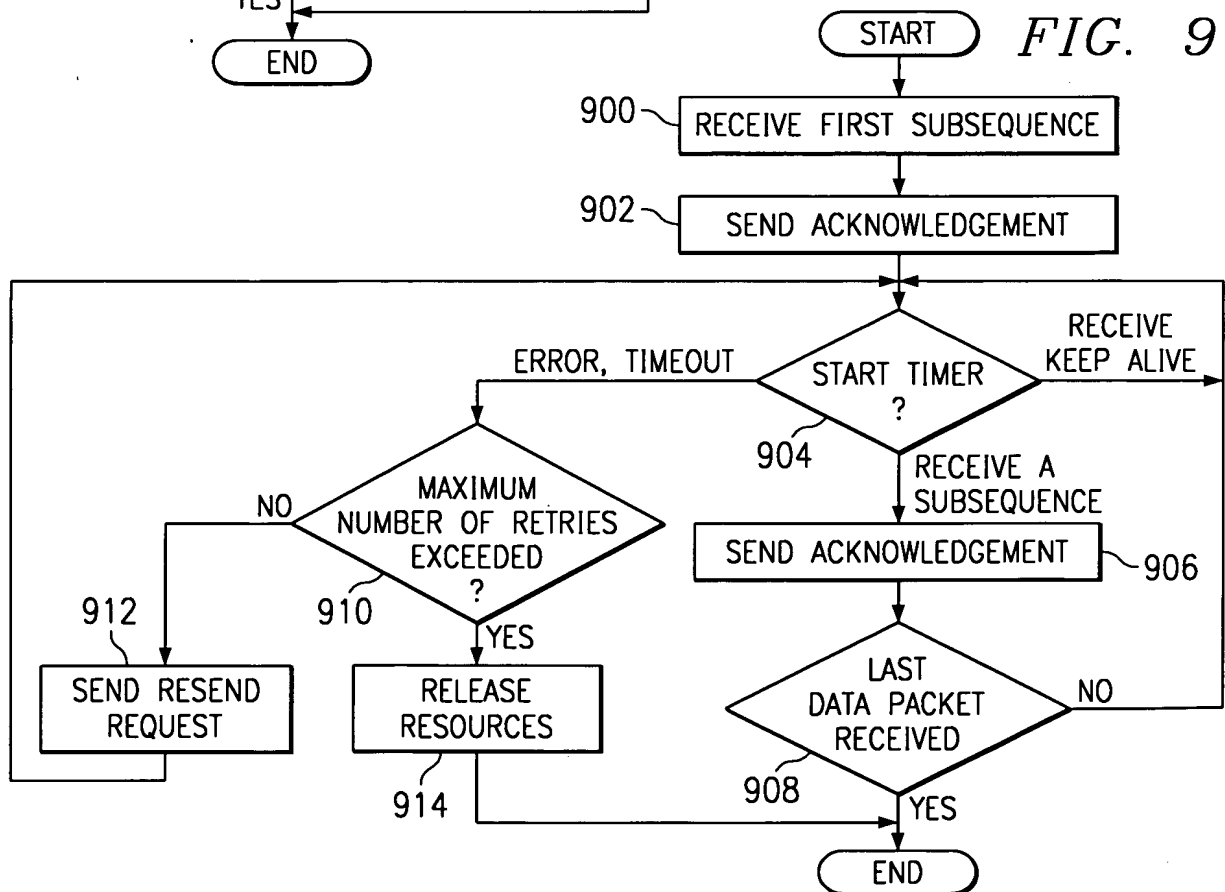 YES
END
START
FIG. 9
900
RECEIVE FIRST SUBSEQUENCE
902
SEND ACKNOWLEDGEMENT
ERROR, TIMEOUT
START TIMER
?
904
RECEIVE
KEEP ALIVE
RECEIVE A
SUBSEQUENCE
NO
MAXIMUM
NUMBER OF RETRIES
EXCEEDED
?
910
SEND ACKNOWLEDGEMENT
906
912
SEND RESEND
REQUEST
YES
RELEASE
RESOURCES
914
LAST
DATA PACKET
RECEIVED
908
NO
YES
END